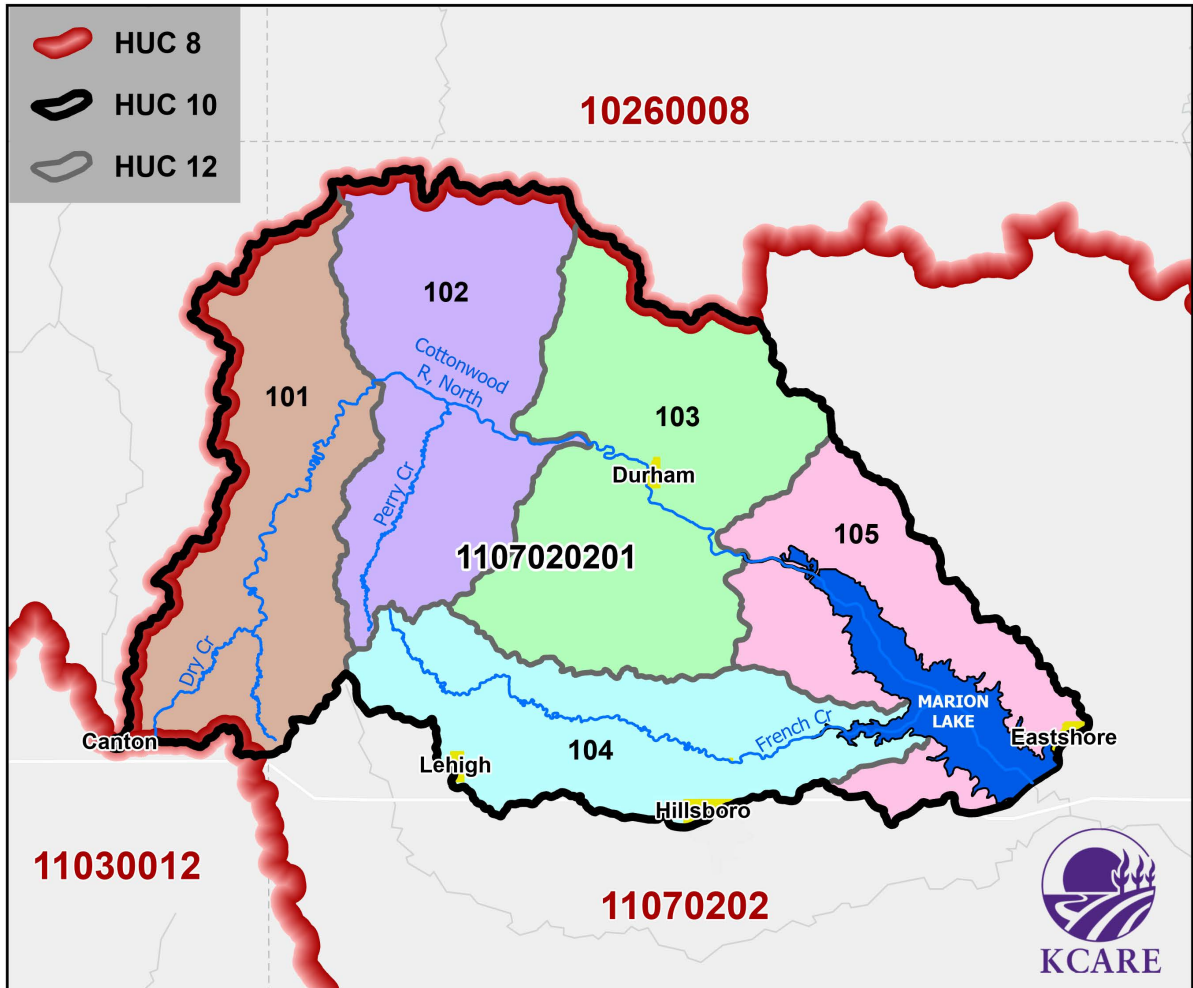 HUC 8
HUC 10
HUC 12
10260008
102
101
Cottonwood
R, North
103
Durham
Perry Cr
1107020201
105
Dry Cr
MARION
LAKE
Canton
Eastshore
French Cr
104
Lehigh
Hillsboro
11030012
11070202
KCARE